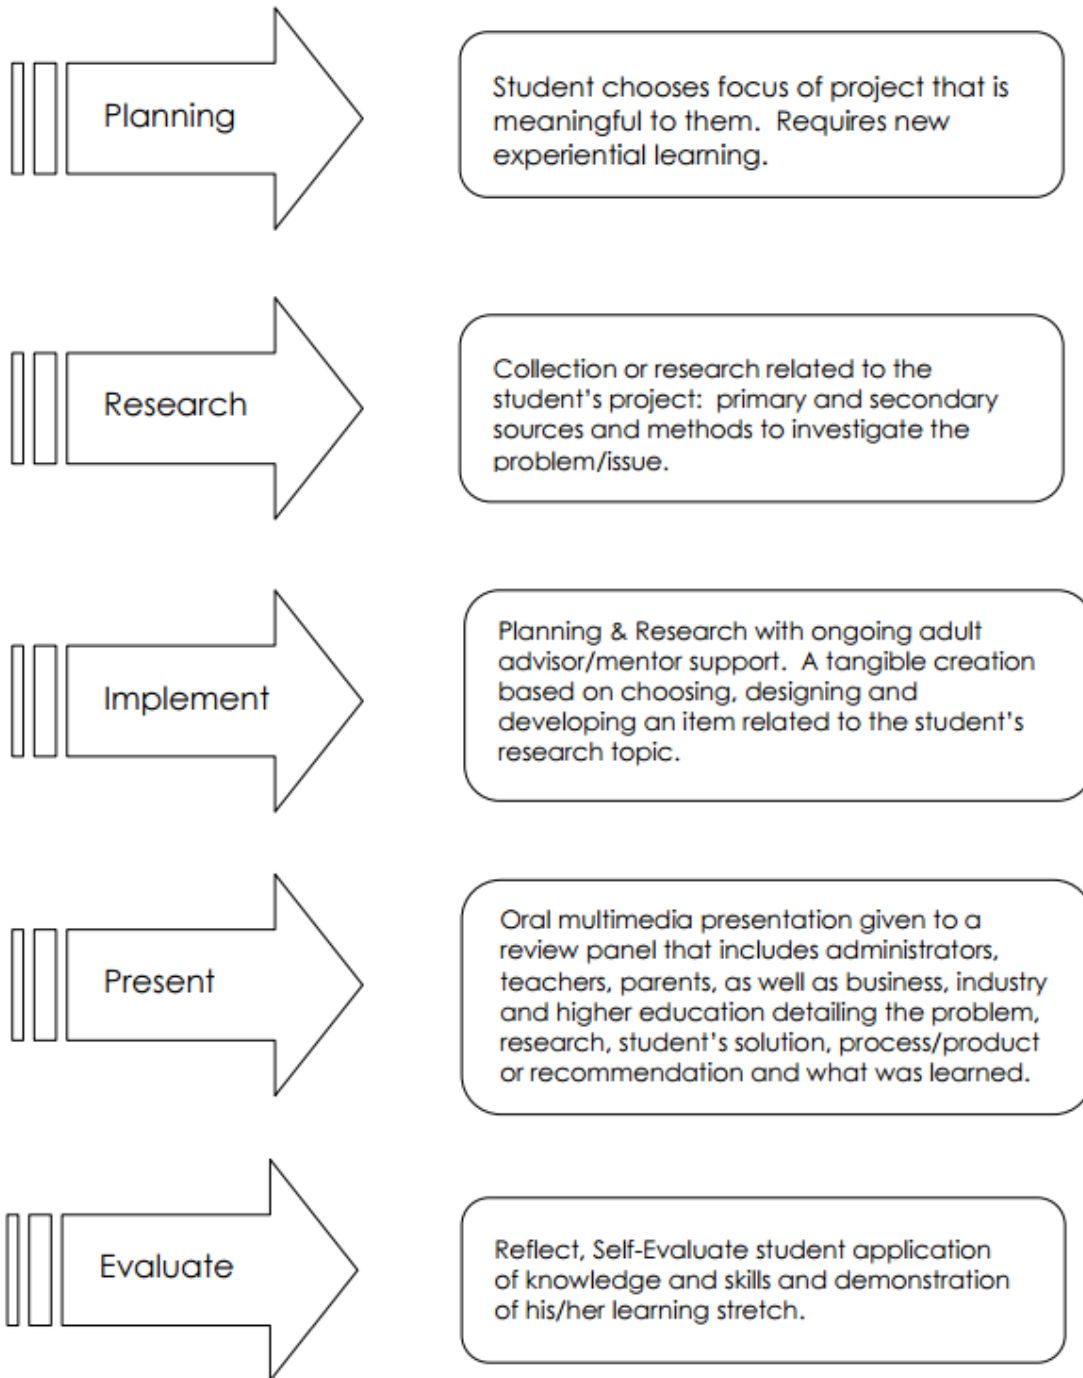 Planning
Student chooses focus of project that is
meaningful to them.  Requires new
experiential learning.
Research
Collection or research related to the
student's project:  primary and secondary
sources and methods to investigate the
problem/issue.
Implement
Planning & Research with ongoing adult
advisor/mentor support.  A tangible creation
based on choosing, designing and
developing an item related to the student's
research topic.
Present
Oral multimedia presentation given to a
review panel that includes administrators,
teachers, parents, as well as business, industry
and higher education detailing the problem,
research, student's solution, process/product
or recommendation and what was learned.
Evaluate
Reflect, Self-Evaluate student application
of knowledge and skills and demonstration
of his/her learning stretch.